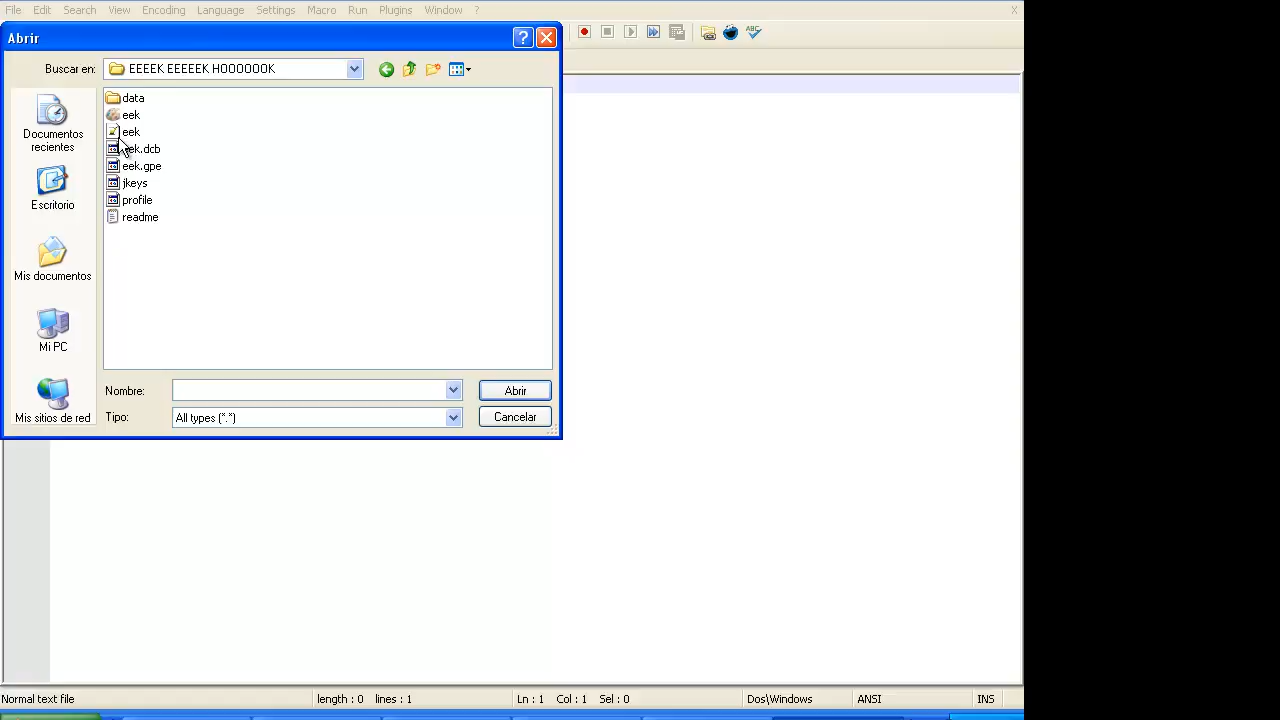 File Edit Search View Encoding Language Settings Macro Run Plugins Window ? X
Abrir
Buscar en: EEEEK EEEEEK HOOOOOOK
Documentos recientes
Escritorio
Mis documentos
Mi PC
Mis sitios de red
data
eek
eek
eek.dcb
eek.gpe
jkeys
profile
readme
Nombre: Abrir
Tipo: All types (*.*) Cancelar
Normal text file length : 0 lines : 1 Ln : 1 Col : 1 Sel : 0 Dos\Windows ANSI INS